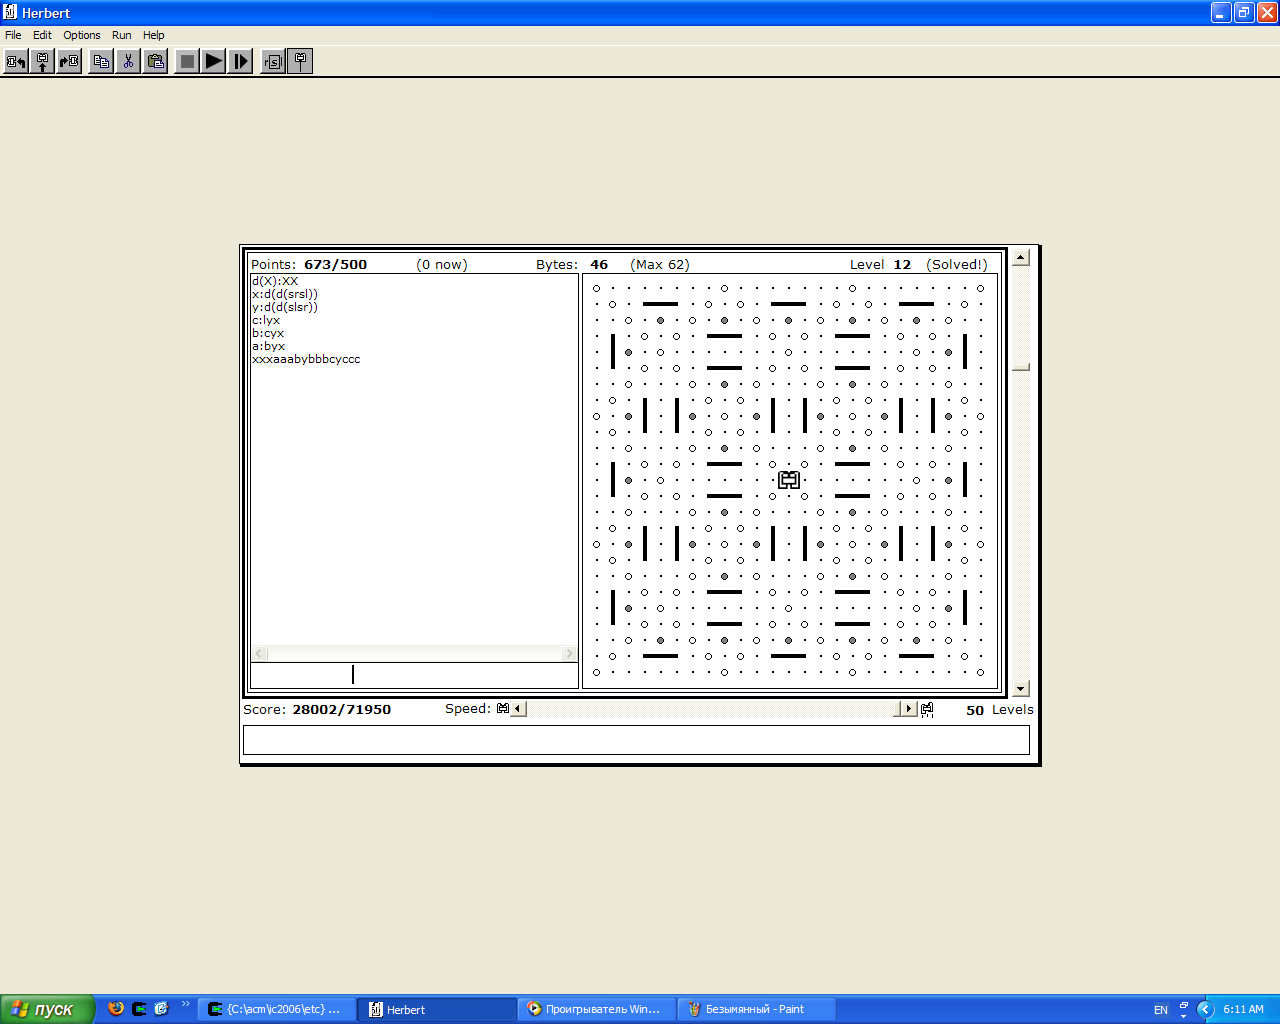 Herbert
File Edit Options Run Help
rsl
Points: 673/500 (0 now) Bytes: 46 (Max 62) Level 12 (Solved!)
d(X):XX
x:d(d(srsl))
y:d(d(slsr))
c:lyx
b:cyx
a:byx
xxxaaabybbbcyccc
Score: 28002/71950 Speed: 50 Levels
пуск {C:\acm\ic2006\etc} ... Herbert Проигрыватель Win... Безымянный - Paint EN 6:11 AM